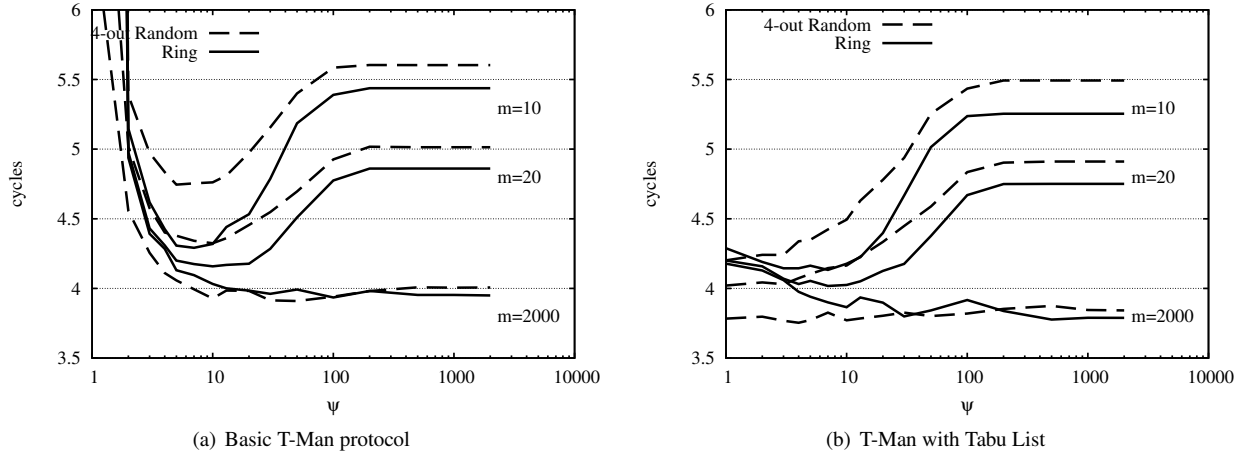 6
5.5
5
4.5
4
3.5
cycles
4-out Random
Ring
m=10
m=20
m=2000
1 10 100 1000 10000
ψ
(a) Basic T-Man protocol
6
5.5
5
4.5
4
3.5
cycles
4-out Random
Ring
m=10
m=20
m=2000
1 10 100 1000 10000
ψ
(b) T-Man with Tabu List